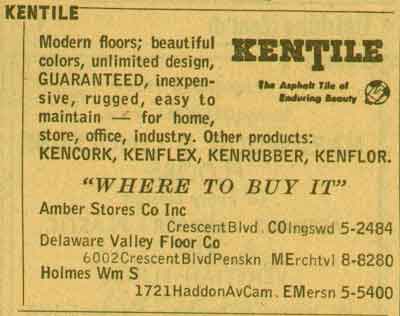 KENTILE
Modern floors; beautiful
colors, unlimited design,
GUARANTEED, inexpen-
sive, rugged, easy to
maintain — for home,
store, office, industry. Other products:
KENCORK, KENFLEX, KENRUBBER, KENFLOR.
KENTILE
The Asphalt Tile of
Enduring Beauty
"WHERE TO BUY IT"
Amber Stores Co Inc
CrescentBlvd . COlngswd 5-2484
Delaware Valley Floor Co
6002CrescentBlvdPenskn . MErchtvl 8-8280
Holmes Wm S
1721HaddonAvCam . EMersn 5-5400